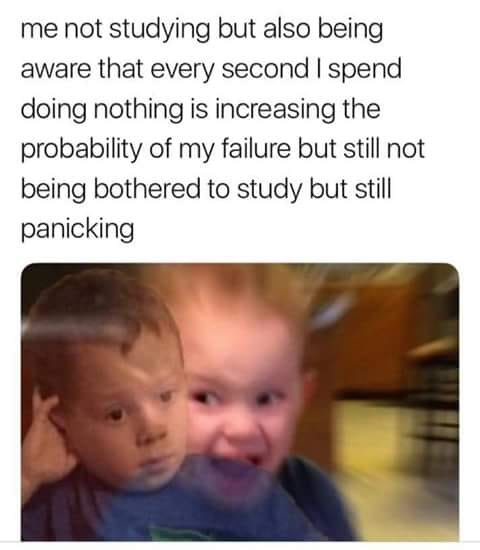 me not studying but also being
aware that every second I spend
doing nothing is increasing the
probability of my failure but still not
being bothered to study but still
panicking